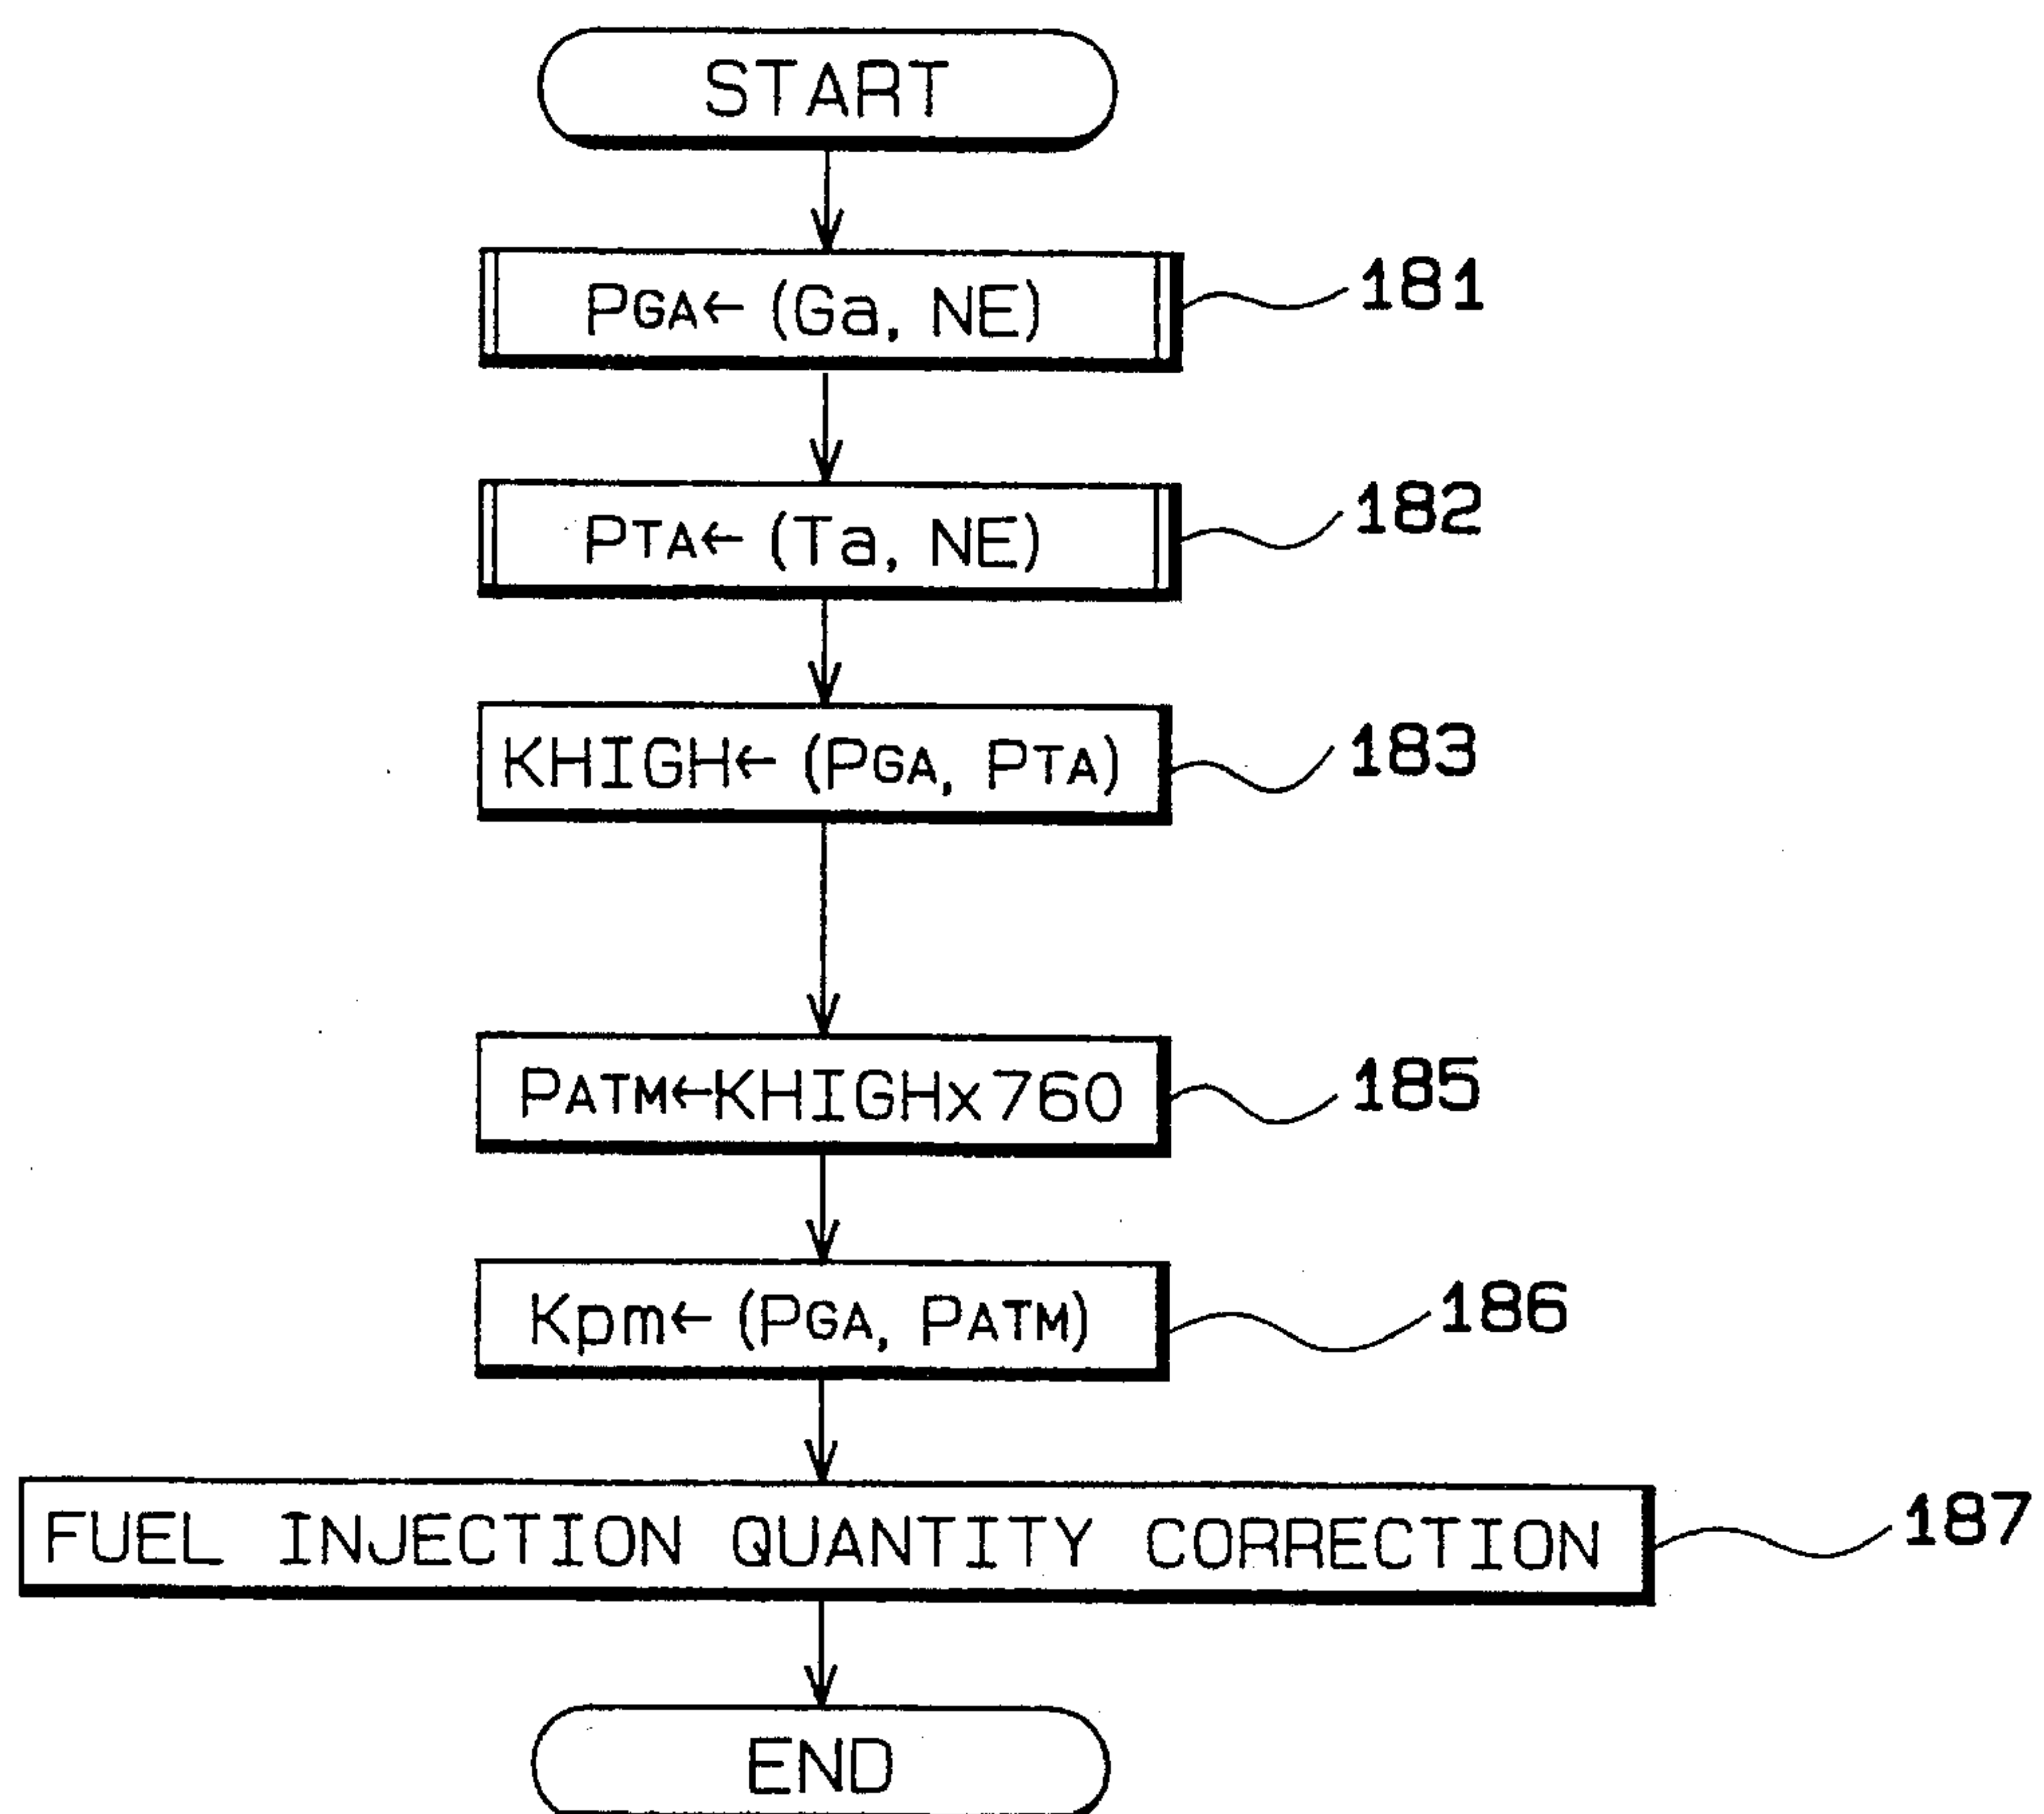 START
PGA← (Ga, NE) 181
PTA← (Ta, NE) 182
KHIGH← (PGA, PTA) 183
PATM←KHIGHx760 185
Kpm← (PGA, PATM) 186
FUEL INJECTION QUANTITY CORRECTION 187
END